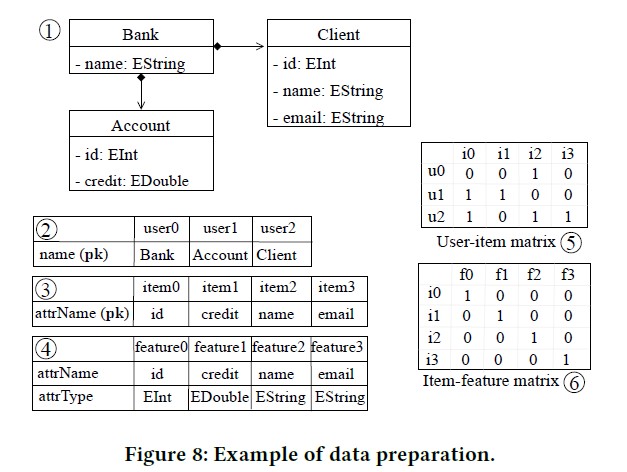 ① Bank Client
- name: EString - id: EInt
- name: EString
- email: EString
Account
- id: EInt
- credit: EDouble
② user0 user1 user2
name (pk) Bank Account Client
③ item0 item1 item2 item3
attrName (pk) id credit name email
④ feature0 feature1 feature2 feature3
attrName id credit name email
attrType EInt EDouble EString EString
i0 i1 i2 i3
u0 0 0 1 0
u1 1 1 0 0
u2 1 0 1 1
User-item matrix ⑤
f0 f1 f2 f3
i0 1 0 0 0
i1 0 1 0 0
i2 0 0 1 0
i3 0 0 0 1
Item-feature matrix ⑥
Figure 8: Example of data preparation.